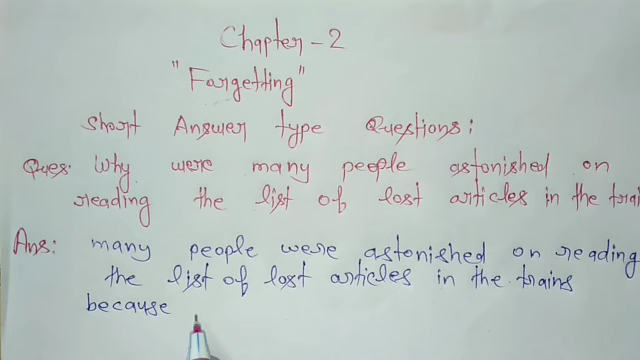 Chapter - 2
"Fargetting"
Short Answer type Questions:
Ques. Why were many people astonished on
reading the list of lost articles in the trai
Ans: many people were astonished on reading
the list of lost articles in the trains
because